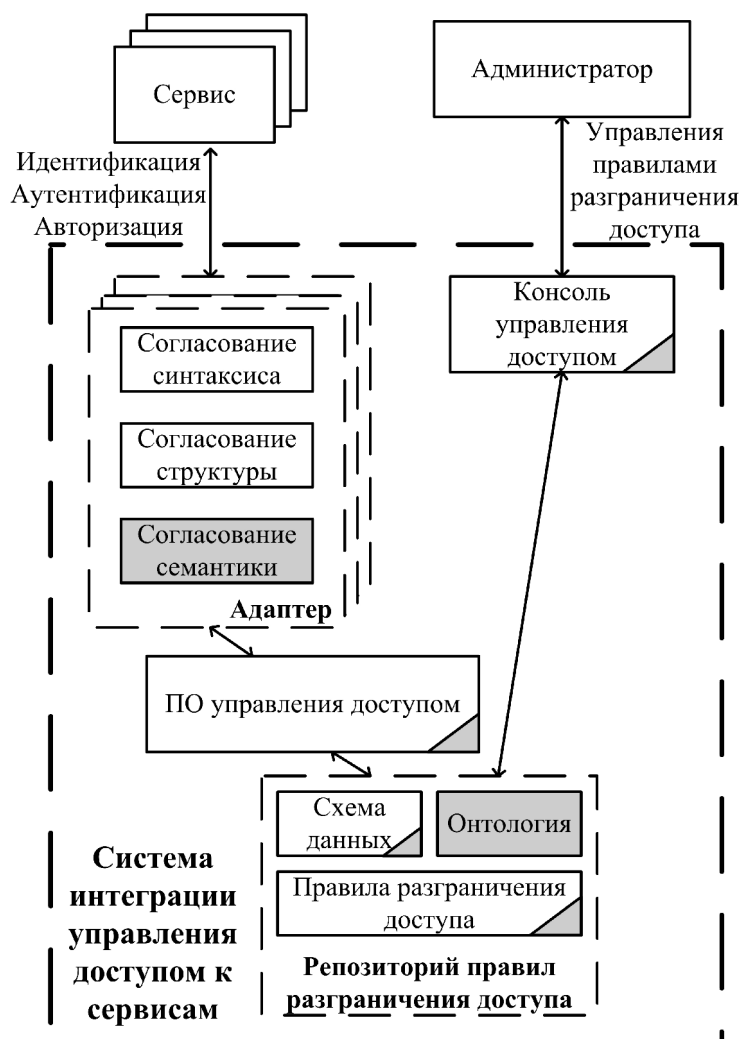 Сервис
Администратор
Идентификация
Аутентификация
Авторизация
Управления
правилами
разграничения
доступа
Консоль
управления
доступом
Согласование
синтаксиса
Согласование
структуры
Согласование
семантики
Адаптер
ПО управления доступом
Схема
данных
Онтология
Правила разграничения
доступа
Репозиторий правил
разграничения доступа
Система
интеграции
управления
доступом к
сервисам